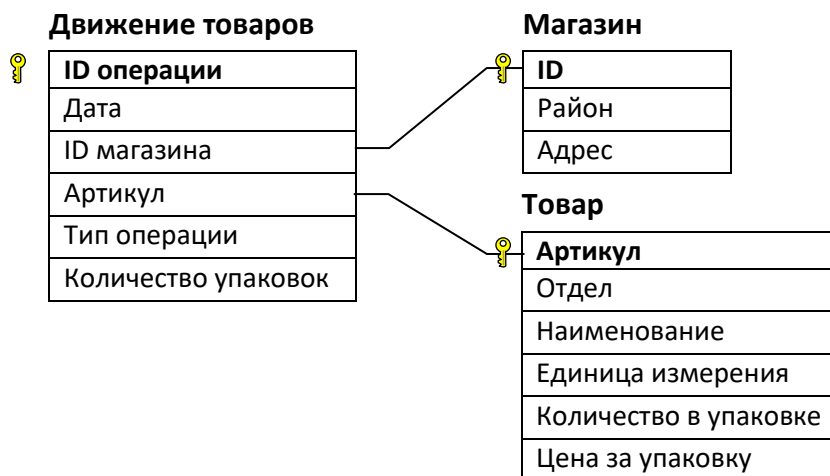 Движение товаров
ID операции
Дата
ID магазина
Артикул
Тип операции
Количество упаковок
Магазин
ID
Район
Адрес
Товар
Артикул
Отдел
Наименование
Единица измерения
Количество в упаковке
Цена за упаковку